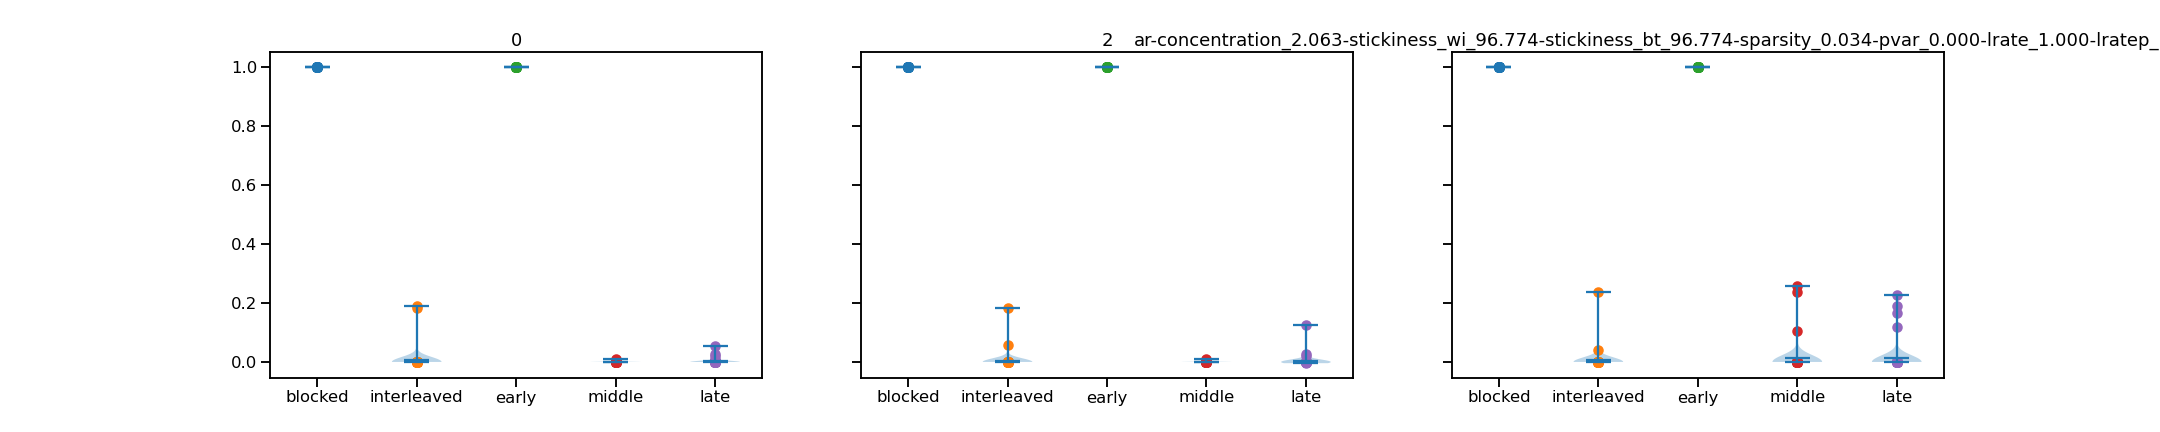 0
2
ar-concentration_2.063-stickiness_wi_96.774-stickiness_bt_96.774-sparsity_0.034-pvar_0.000-lrate_1.000-lratep_
1.0
0.8
0.6
0.4
0.2
0.0
blocked interleaved early middle late
blocked interleaved early middle late
blocked interleaved early middle late